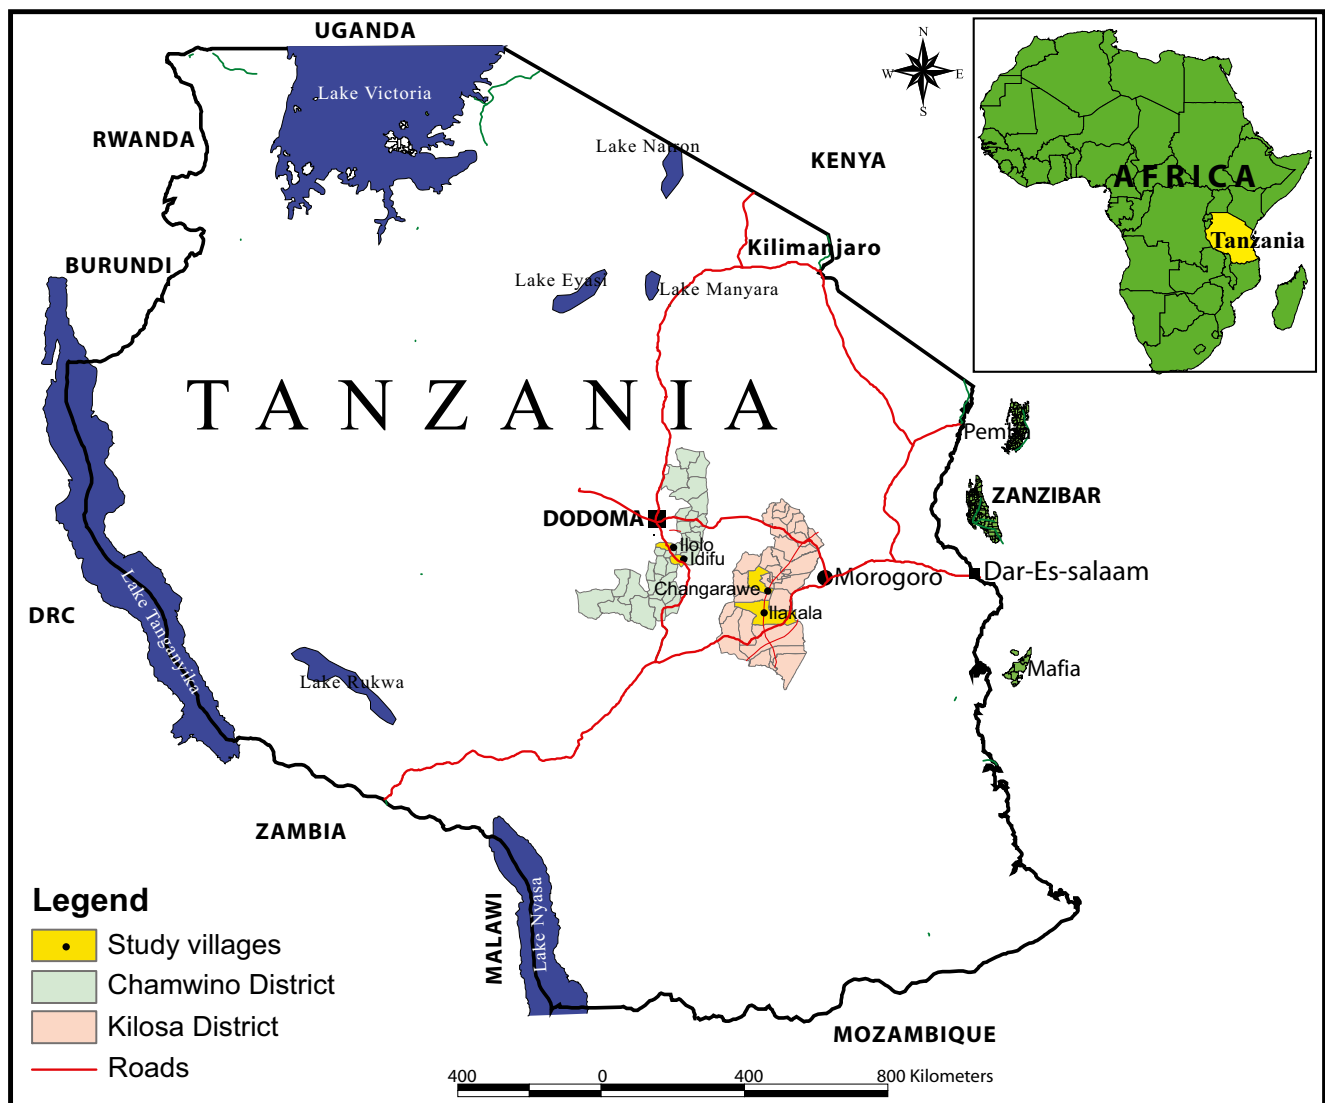 UGANDA
N
W
E
S
Lake Victoria
RWANDA
Lake Natron
KENYA
AFRICA
Tanzania
Kilimanjaro
BURUNDI
Lake Eyasi
Lake Manyara
TANZANIA
Pemba
ZANZIBAR
DODOMA
Ilolo
Idifu
Changarawe
Morogoro
Dar-Es-salaam
Ilakala
DRC
Lake Tanganyika
Mafia
Lake Rukwa
ZAMBIA
MALAWI
Lake Nyasa
MOZAMBIQUE
Legend
Study villages
Chamwino District
Kilosa District
Roads
400 0 400 800 Kilometers